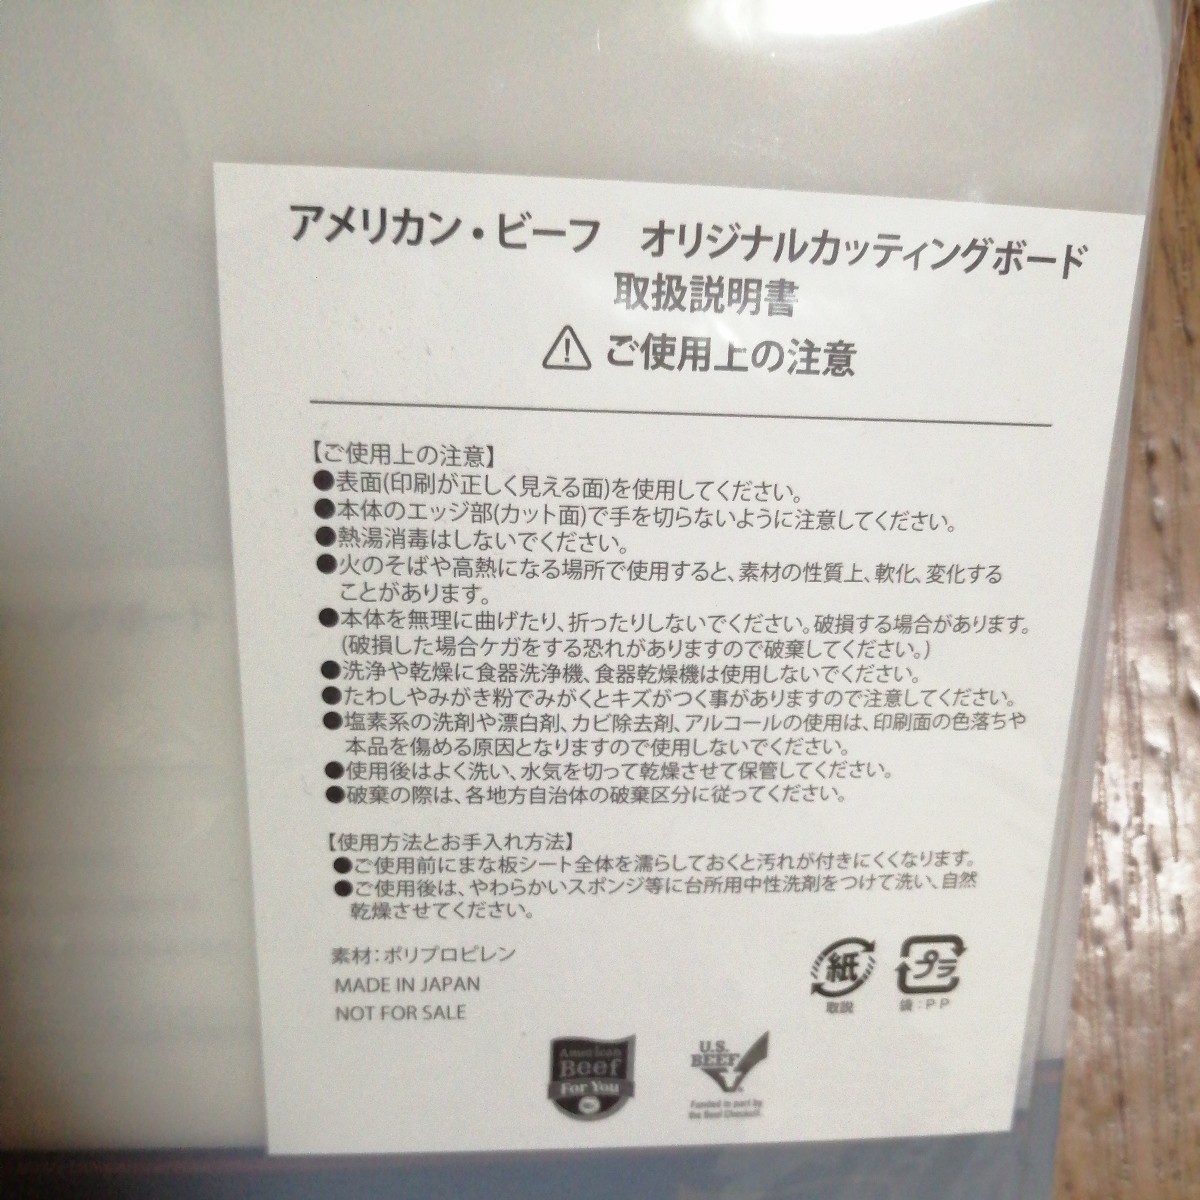 アメリカン・ビーフ　オリジナルカッティングボード
取扱説明書
ご使用上の注意
【ご使用上の注意】
●表面(印刷が正しく見える面)を使用してください。
●本体のエッジ部(カット面)で手を切らないように注意してください。
●熱湯消毒はしないでください。
●火のそばや高熱になる場所で使用すると、素材の性質上、軟化、変化する
ことがあります。
●本体を無理に曲げたり、折ったりしないでください。破損する場合があります。
(破損した場合ケガをする恐れがありますので破棄してください。)
●洗浄や乾燥に食器洗浄機、食器乾燥機は使用しないでください。
●たわしやみがき粉でみがくとキズがつく事がありますので注意してください。
●塩素系の洗剤や漂白剤、カビ除去剤、アルコールの使用は、印刷面の色落ちや
本品を傷める原因となりますので使用しないでください。
●使用後はよく洗い、水気を切って乾燥させて保管してください。
●破棄の際は、各地方自治体の破棄区分に従ってください。
【使用方法とお手入れ方法】
●ご使用前にまな板シート全体を濡らしておくと汚れが付きにくくなります。
●ご使用後は、やわらかいスポンジ等に台所用中性洗剤をつけて洗い、自然
乾燥させてください。
素材：ポリプロピレン
MADE IN JAPAN
NOT FOR SALE
紙
取説
プラ
袋：PP
American
Beef
For You
U.S.
BEEF
Funded in part by
the Beef Checkoff.